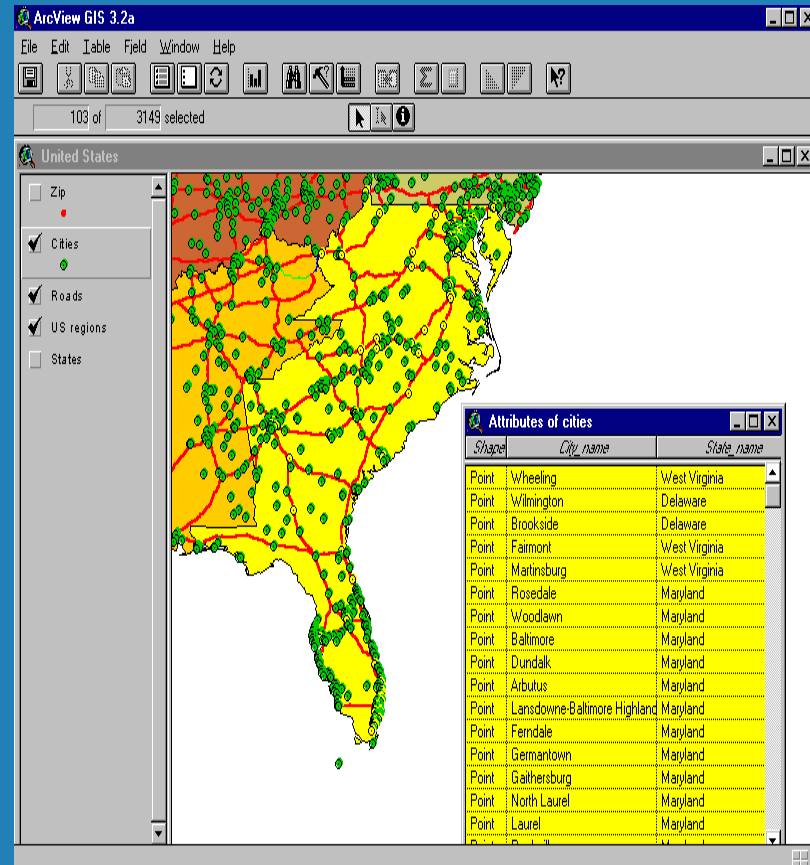 ArcView GIS 3.2a
File Edit Table Field Window Help
103 of 3149 selected
United States
Zip
Cities
Roads
US regions
States
Attributes of cities
Shape City_name State_name
Point Wheeling West Virginia
Point Wilmington Delaware
Point Brookside Delaware
Point Fairmont West Virginia
Point Martinsburg West Virginia
Point Rosedale Maryland
Point Woodlawn Maryland
Point Baltimore Maryland
Point Dundalk Maryland
Point Arbutus Maryland
Point Lansdowne-Baltimore Highland Maryland
Point Ferndale Maryland
Point Germantown Maryland
Point Gaithersburg Maryland
Point North Laurel Maryland
Point Laurel Maryland